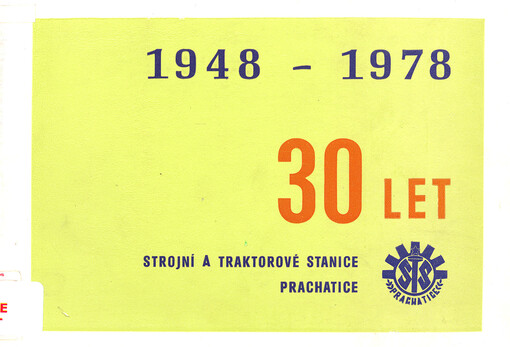 1948 - 1978
30 LET
STROJNÍ A TRAKTOROVÉ STANICE
PRACHATICE
STS
PRACHATICE